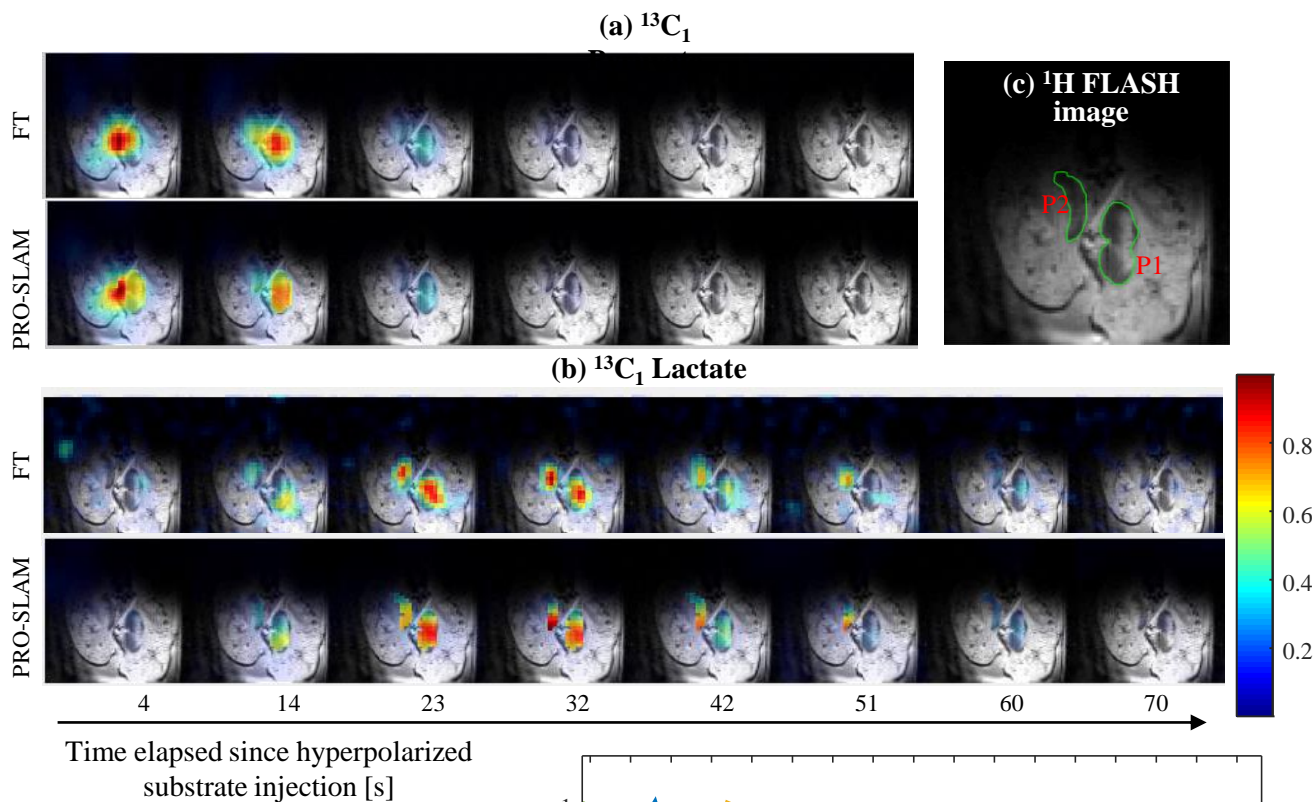 (a) ¹³C₁
FT
PRO-SLAM
(c) ¹H FLASH
image
P2
P1
(b) ¹³C₁ Lactate
FT
PRO-SLAM
0.8
0.6
0.4
0.2
4 14 23 32 42 51 60 70
Time elapsed since hyperpolarized
substrate injection [s]
1